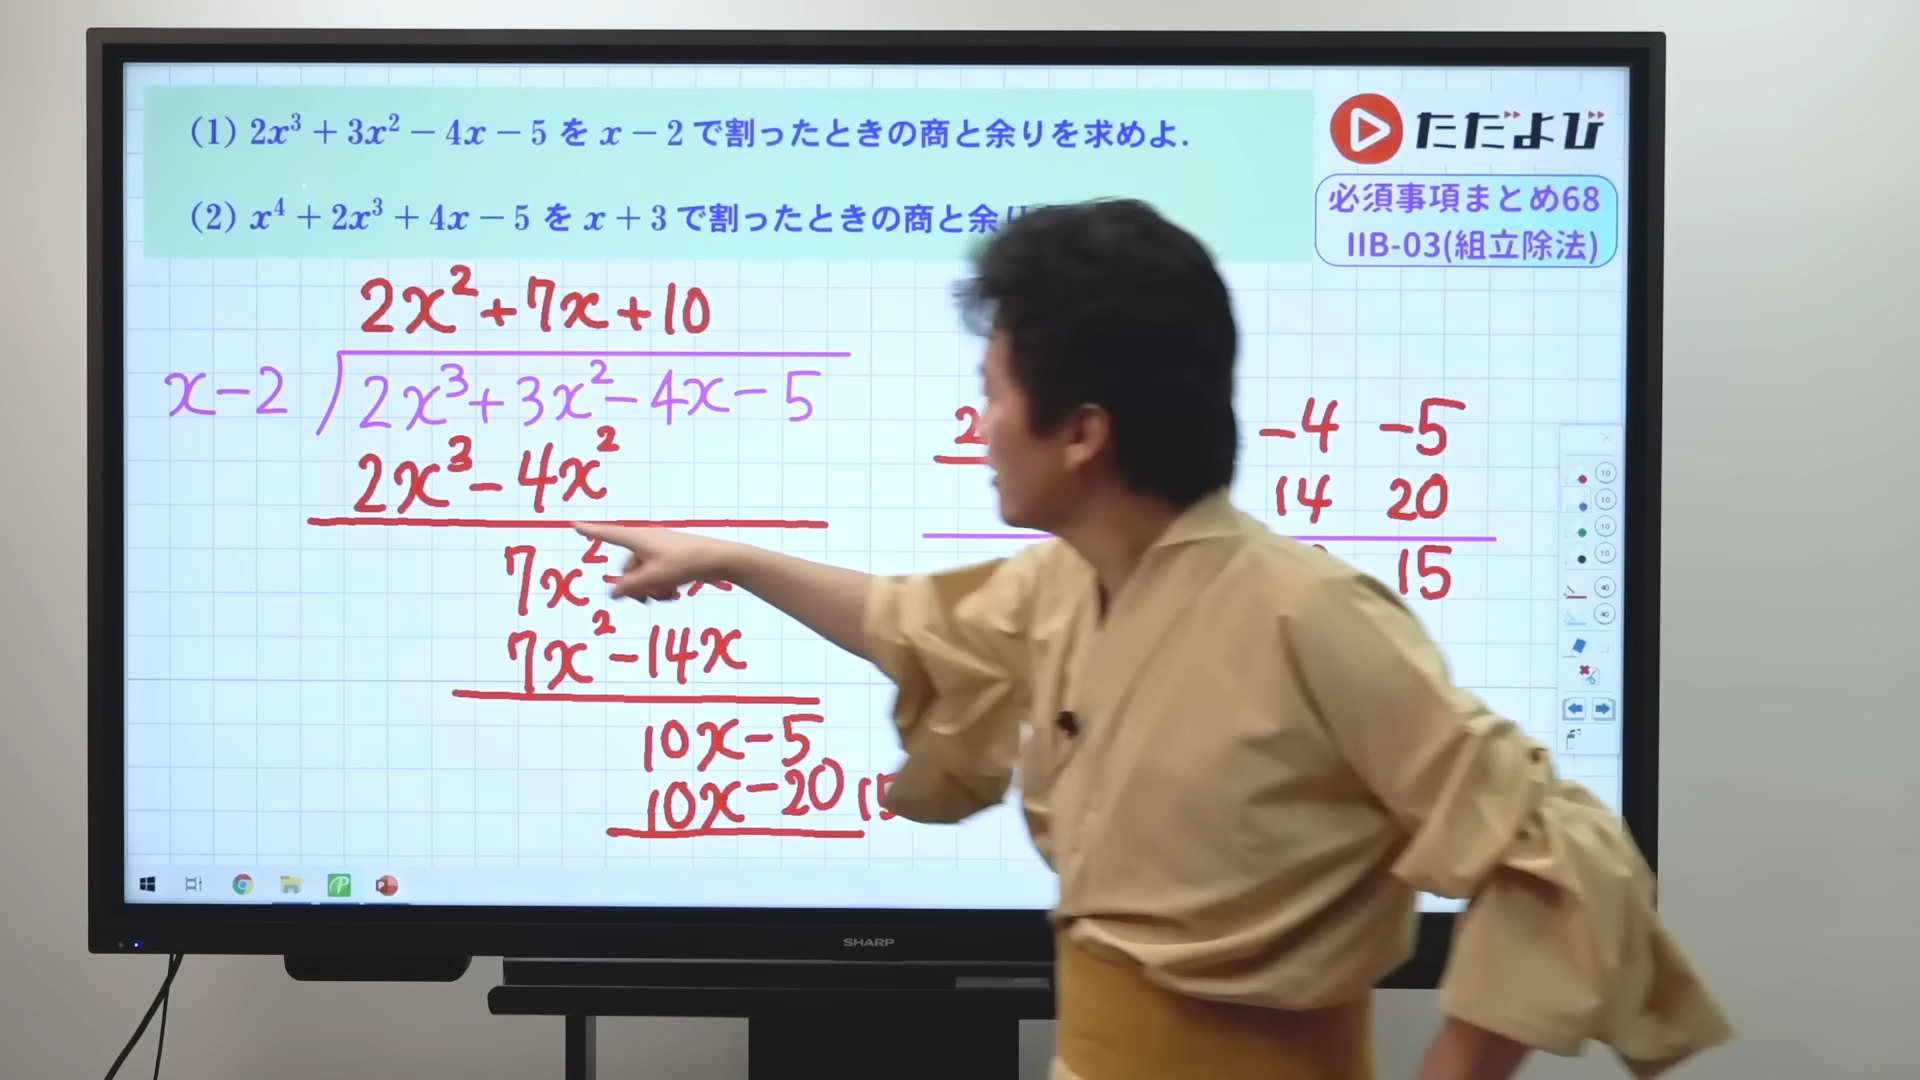 (1) 2x³ + 3x² − 4x − 5 を x − 2 で割ったときの商と余りを求めよ.
(2) x⁴ + 2x³ + 4x − 5 を x + 3 で割ったときの商と余り
ただよび
必須事項まとめ68
IIB-03(組立除法)
2x²+7x+10
x−2 2x³+3x²−4x−5
2x³−4x²
7x²−
7x²−14x
10x−5
10x−20 15
2 −4 −5
14 20
15
SHARP